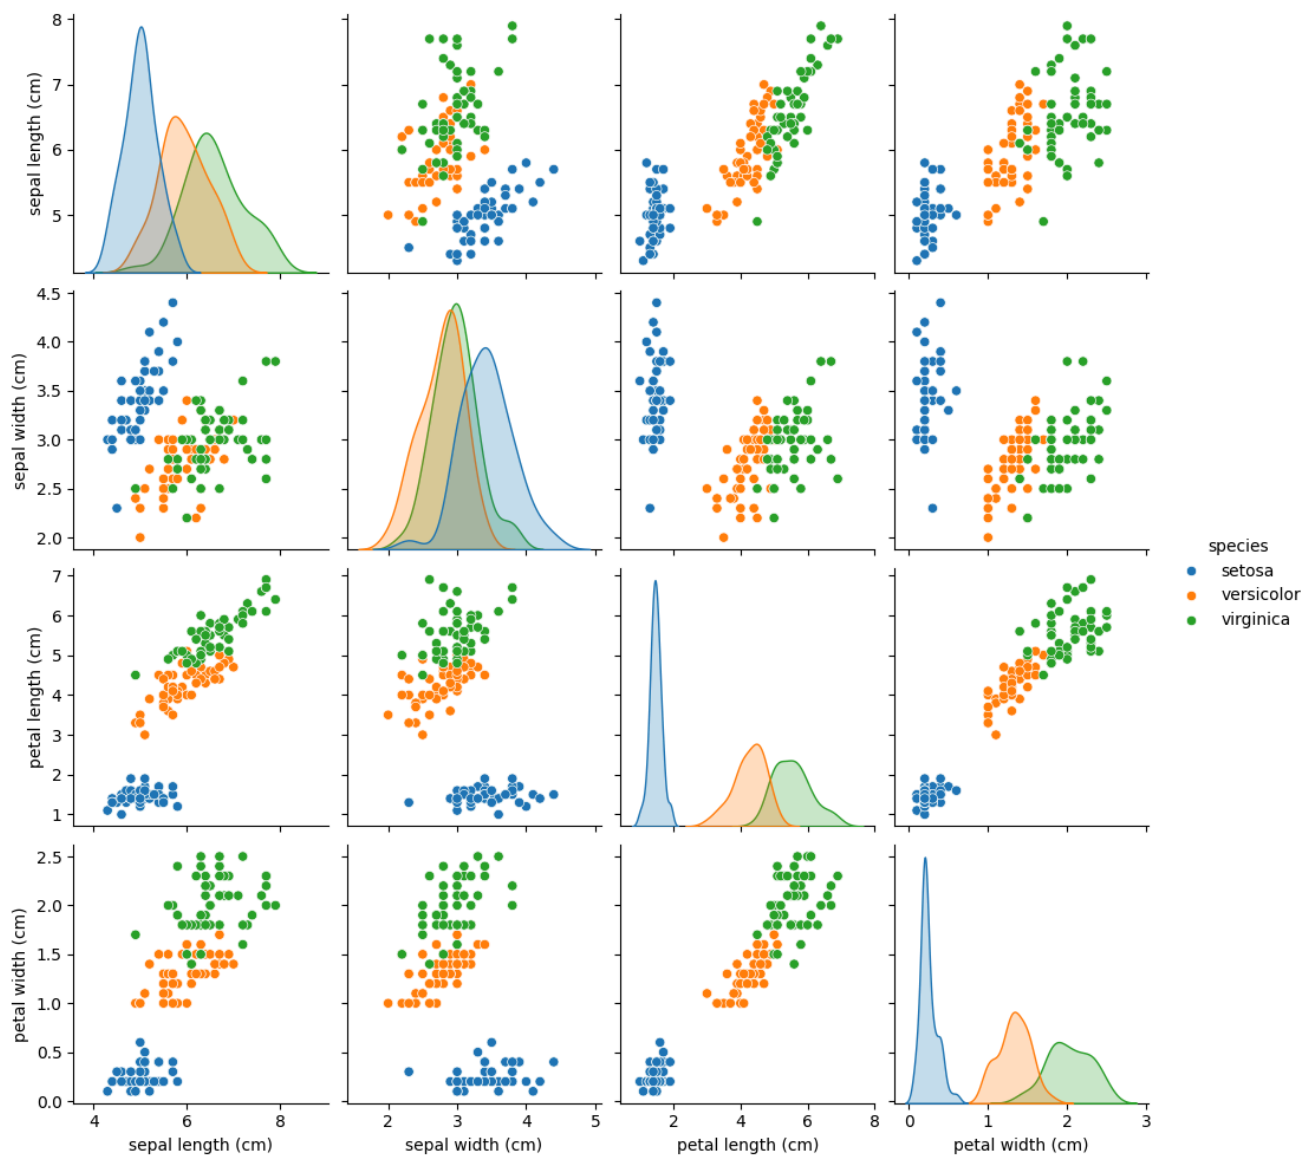 8
7
6
5
sepal length (cm)
4.5
4.0
3.5
3.0
2.5
2.0
sepal width (cm)
species
setosa
versicolor
virginica
7
6
5
4
3
2
1
petal length (cm)
2.5
2.0
1.5
1.0
0.5
0.0
petal width (cm)
4 6 8 2 3 4 5 2 4 6 8 0 1 2 3
sepal length (cm) sepal width (cm) petal length (cm) petal width (cm)